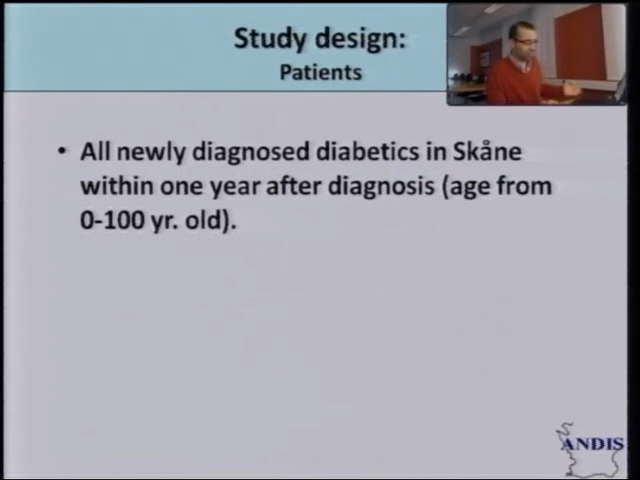 Study design:
Patients
• All newly diagnosed diabetics in Skåne
within one year after diagnosis (age from
0-100 yr. old).
ANDIS